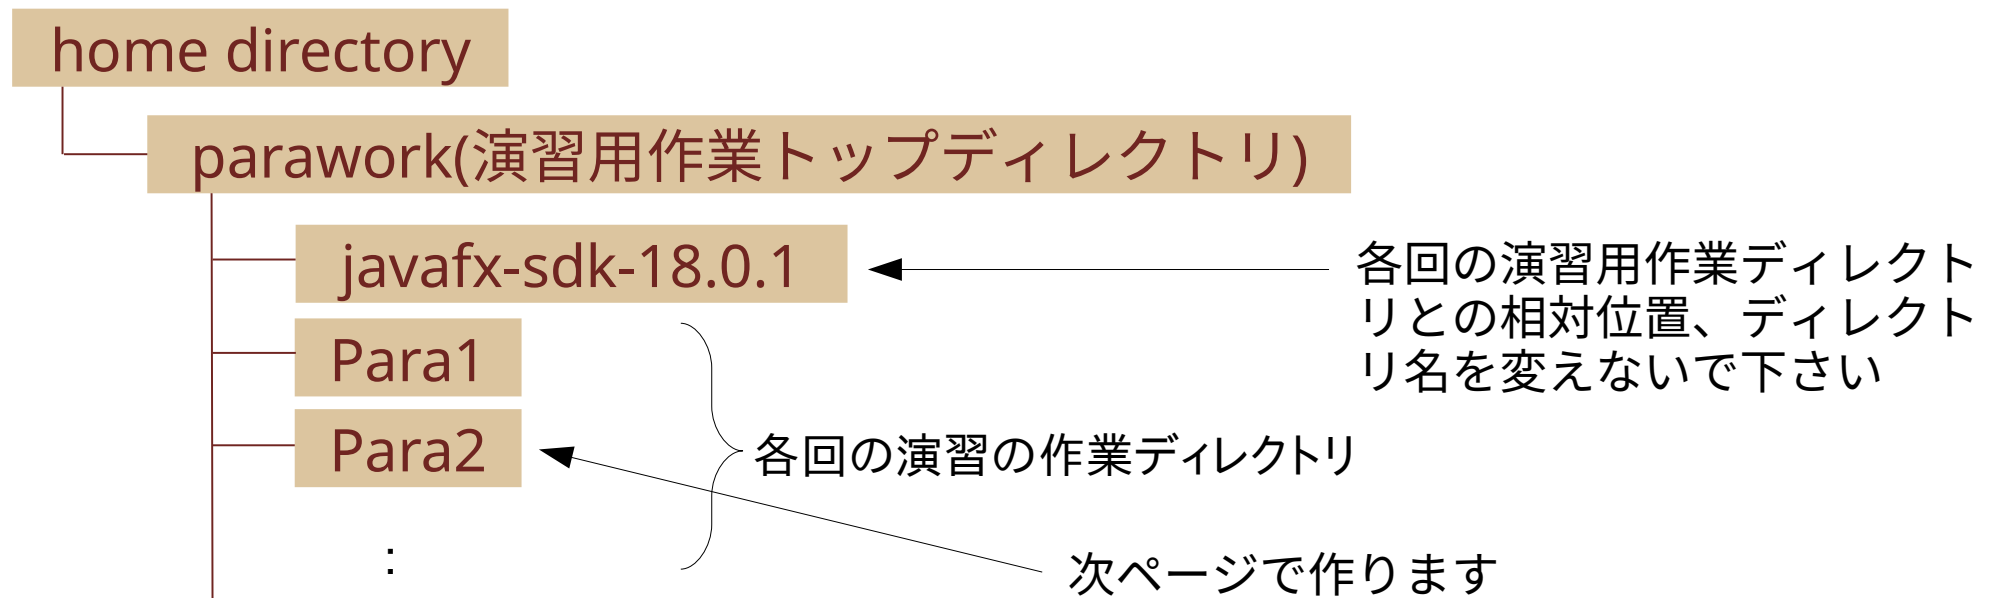 home directory
parawork(演習用作業トップディレクトリ)
javafx-sdk-18.0.1
各回の演習用作業ディレクト
リとの相対位置、ディレクト
リ名を変えないで下さい
Para1
Para2
各回の演習の作業ディレクトリ
:
次ページで作ります